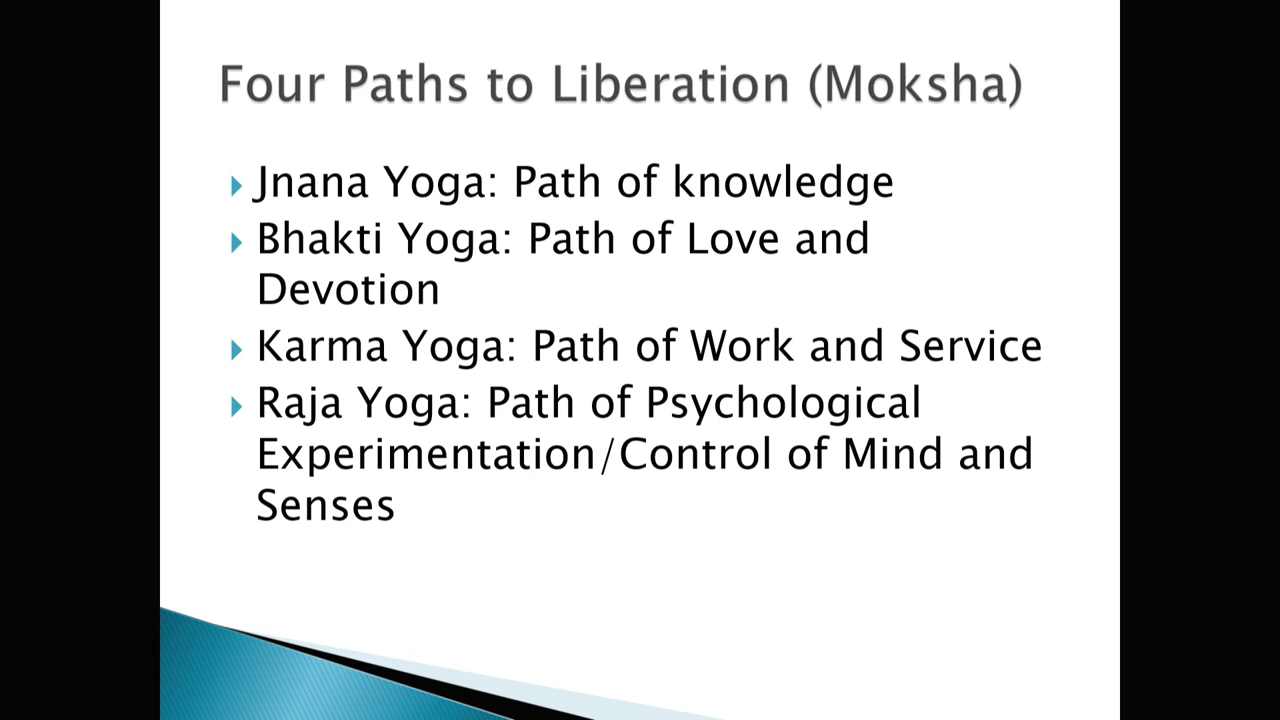 Four Paths to Liberation (Moksha)
Jnana Yoga: Path of knowledge
Bhakti Yoga: Path of Love and
Devotion
Karma Yoga: Path of Work and Service
Raja Yoga: Path of Psychological
Experimentation/Control of Mind and
Senses